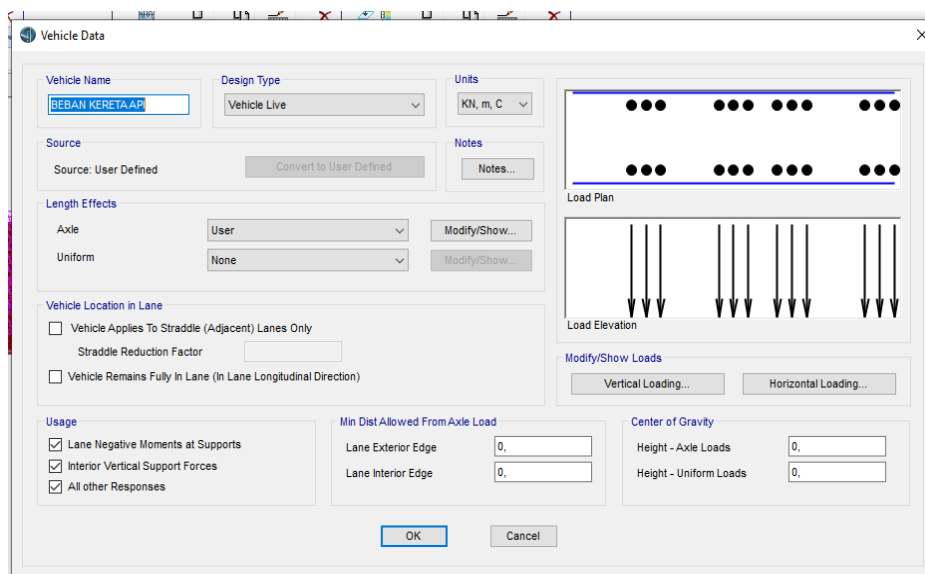 Vehicle Data
Vehicle Name
BEBAN KERETA API
Design Type
Vehicle Live
Units
KN, m, C
Source
Source: User Defined
Convert to User Defined
Notes
Notes...
Load Plan
Length Effects
Axle
User
Modify/Show...
Uniform
None
Modify/Show...
Load Elevation
Vehicle Location in Lane
Vehicle Applies To Straddle (Adjacent) Lanes Only
Straddle Reduction Factor
Vehicle Remains Fully In Lane (In Lane Longitudinal Direction)
Modify/Show Loads
Vertical Loading...
Horizontal Loading...
Usage
Lane Negative Moments at Supports
Interior Vertical Support Forces
All other Responses
Min Dist Allowed From Axle Load
Lane Exterior Edge
0,
Lane Interior Edge
0,
Center of Gravity
Height - Axle Loads
0,
Height - Uniform Loads
0,
OK
Cancel